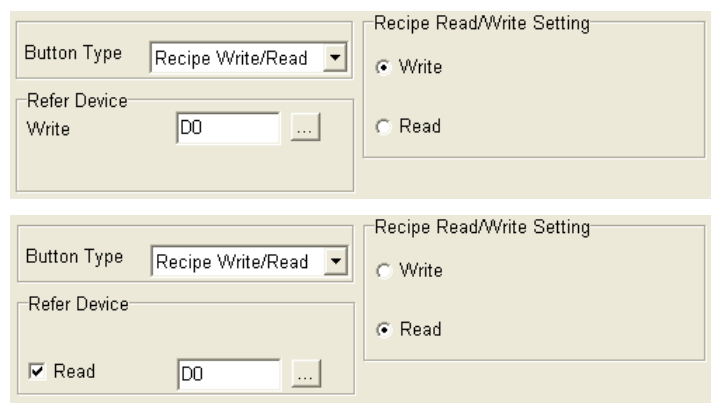 Recipe Read/Write Setting
Button Type Recipe Write/Read
Write
Refer Device
Write D0 ...
Read
Recipe Read/Write Setting
Button Type Recipe Write/Read
Write
Refer Device
Read
Read D0 ...